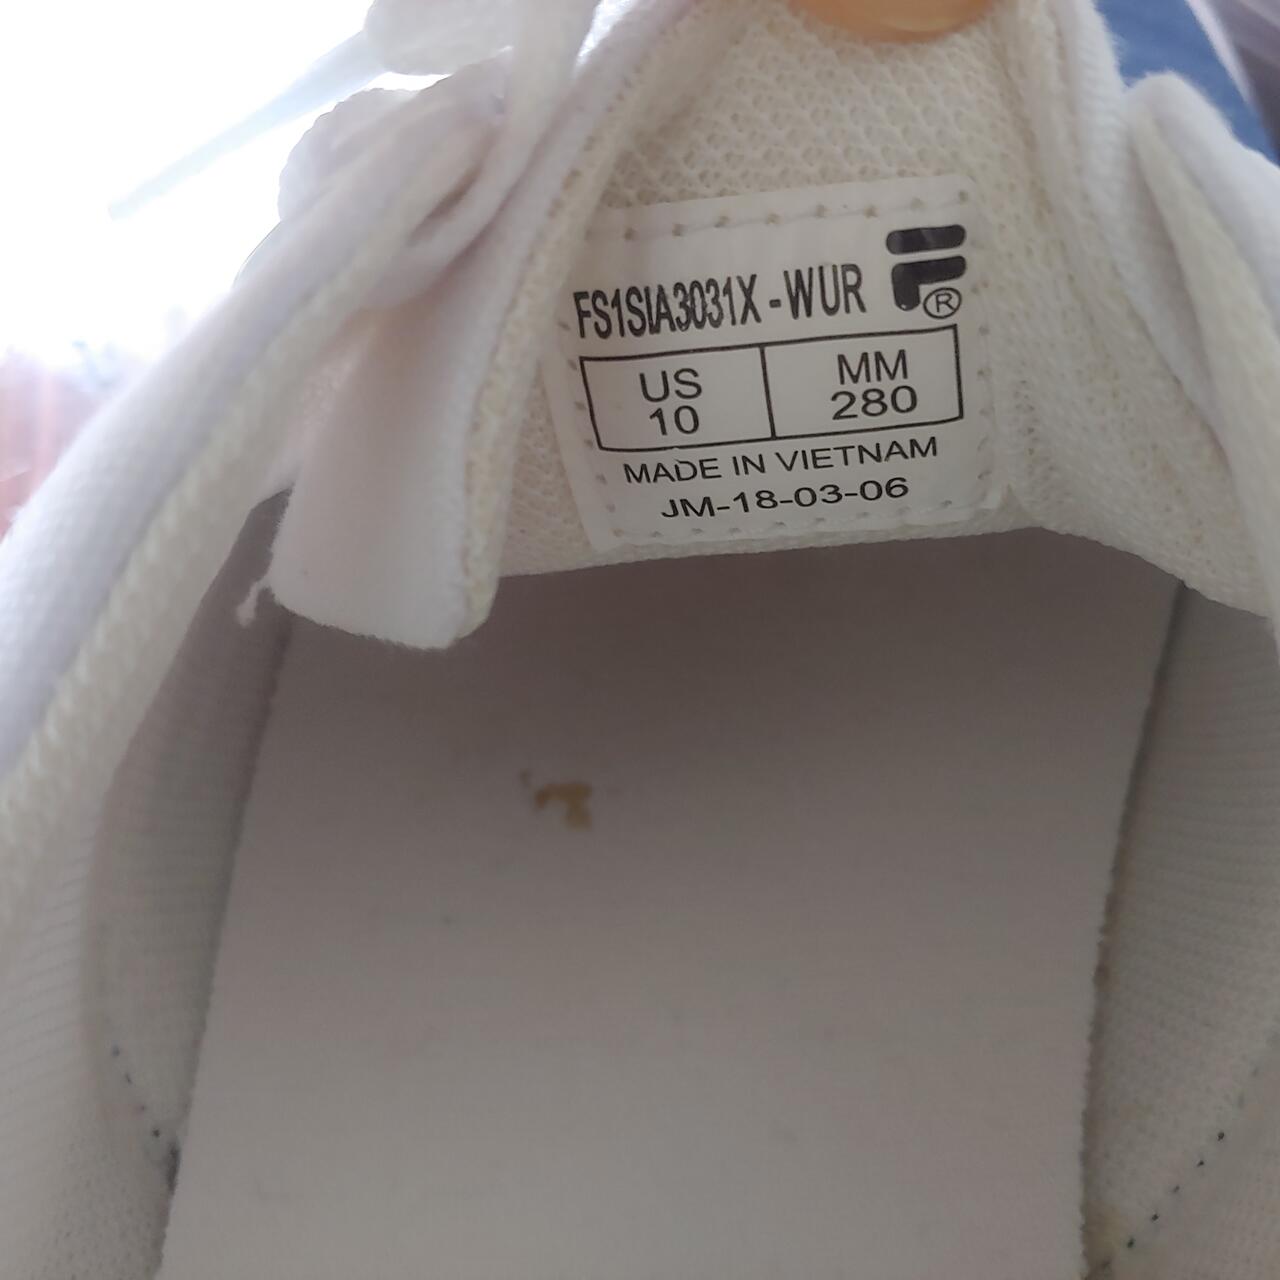 FS1SIA3031X-WUR
®
US
10
MM
280
MADE IN VIETNAM
JM-18-03-06